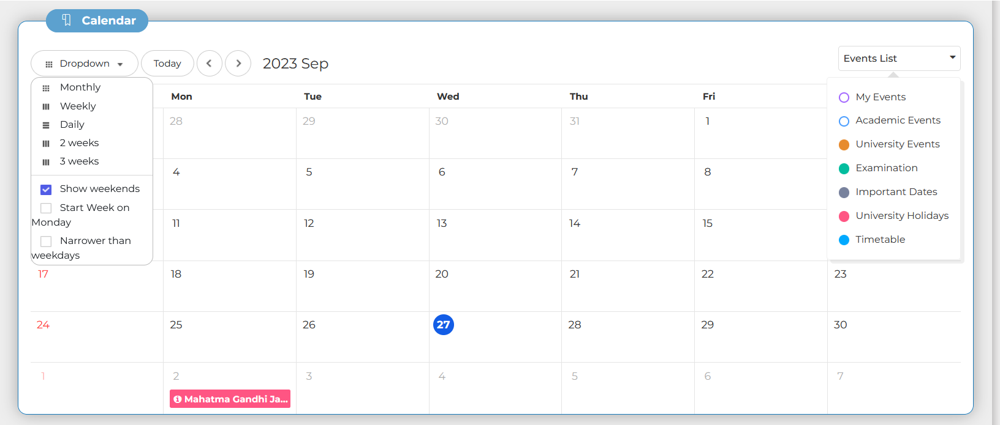 Calendar
Dropdown
Today
2023 Sep
Events List
Monthly
Weekly
Daily
2 weeks
3 weeks
Show weekends
Start Week on
Monday
Narrower than
weekdays
My Events
Academic Events
University Events
Examination
Important Dates
University Holidays
Timetable
Mon Tue Wed Thu Fri
28 29 30 31 1
4 5 6 7 8
11 12 13 14 15
17 18 19 20 21 22 23
24 25 26 27 28 29 30
1 2 3 4 5 6 7
Mahatma Gandhi Ja...